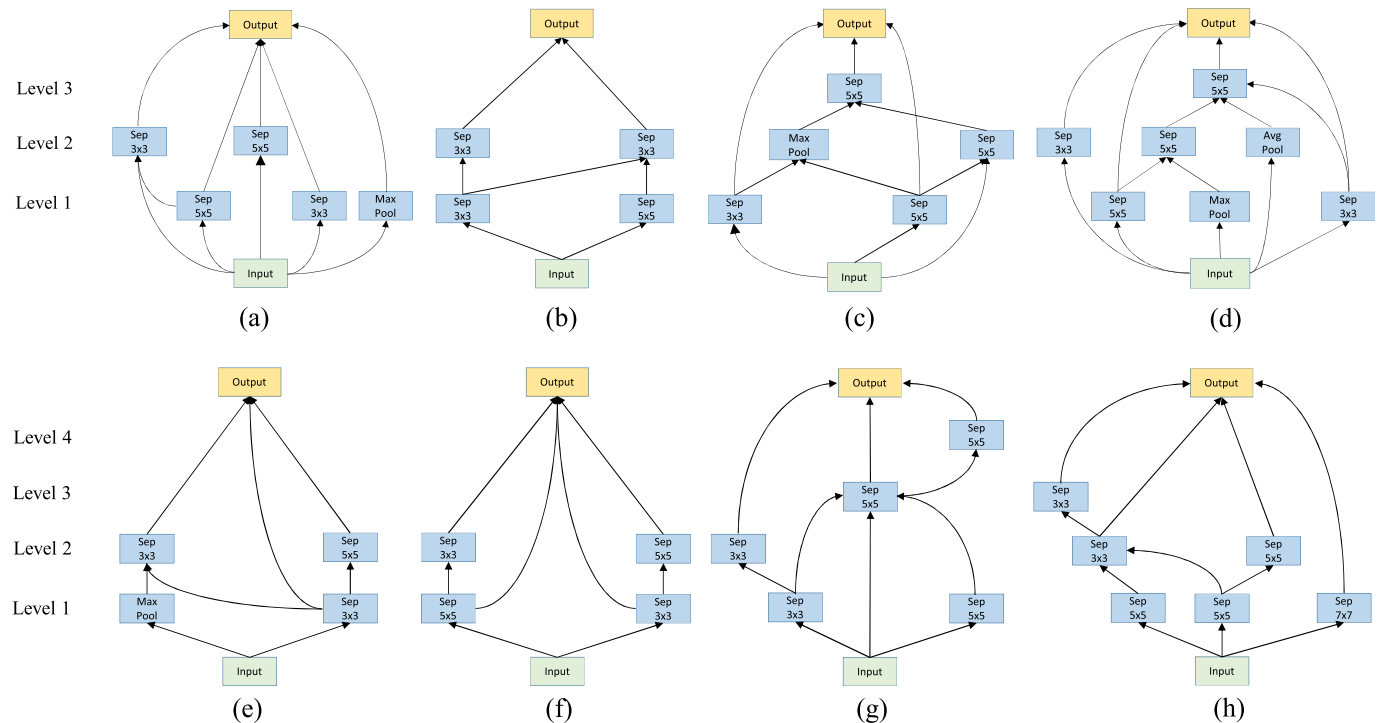 Output
Output
Output
Output
Level 3
Sep
5x5
Sep
5x5
Level 2
Sep
3x3
Sep
5x5
Sep
3x3
Sep
3x3
Max
Pool
Sep
5x5
Sep
3x3
Sep
5x5
Avg
Pool
Level 1
Sep
5x5
Sep
3x3
Max
Pool
Sep
3x3
Sep
5x5
Sep
3x3
Sep
5x5
Sep
5x5
Max
Pool
Sep
3x3
Input
Input
Input
Input
(a)
(b)
(c)
(d)
Output
Output
Output
Output
Level 4
Sep
5x5
Level 3
Sep
5x5
Sep
3x3
Level 2
Sep
3x3
Sep
5x5
Sep
3x3
Sep
5x5
Sep
3x3
Sep
3x3
Sep
5x5
Level 1
Max
Pool
Sep
3x3
Sep
5x5
Sep
3x3
Sep
3x3
Sep
5x5
Sep
5x5
Sep
5x5
Sep
7x7
Input
Input
Input
Input
(e)
(f)
(g)
(h)